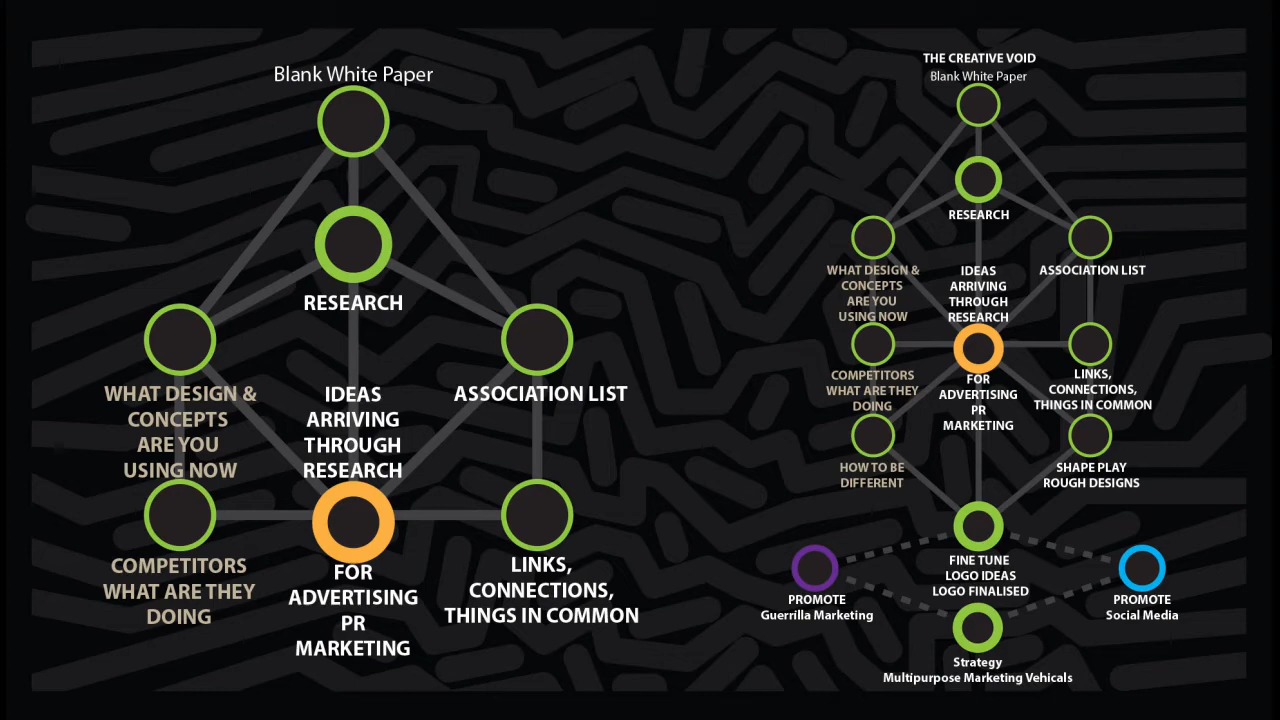 Blank White Paper
RESEARCH
WHAT DESIGN &
CONCEPTS
ARE YOU
USING NOW
IDEAS
ARRIVING
THROUGH
RESEARCH
ASSOCIATION LIST
COMPETITORS
WHAT ARE THEY
DOING
FOR
ADVERTISING
PR
MARKETING
LINKS,
CONNECTIONS,
THINGS IN COMMON
THE CREATIVE VOID
Blank White Paper
RESEARCH
WHAT DESIGN &
CONCEPTS
ARE YOU
USING NOW
IDEAS
ARRIVING
THROUGH
RESEARCH
ASSOCIATION LIST
COMPETITORS
WHAT ARE THEY
DOING
FOR
ADVERTISING
PR
MARKETING
LINKS,
CONNECTIONS,
THINGS IN COMMON
HOW TO BE
DIFFERENT
SHAPE PLAY
ROUGH DESIGNS
FINE TUNE
LOGO IDEAS
LOGO FINALISED
PROMOTE
Guerrilla Marketing
PROMOTE
Social Media
Strategy
Multipurpose Marketing Vehicals